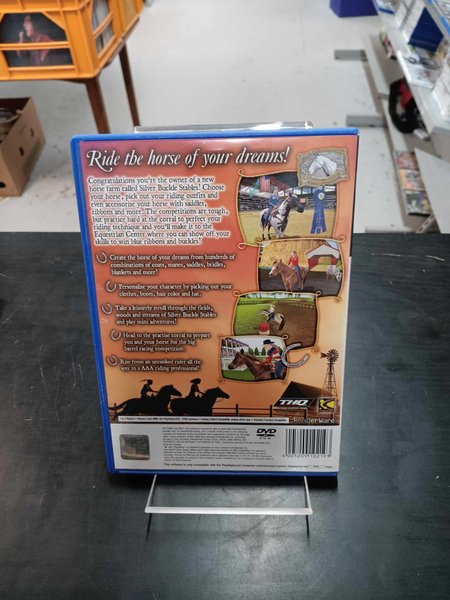 Ride the horse of your dreams!
Congratulations you're the owner of a new
horse farm called Silver Buckle Stables! Choose
your horse, pick out your riding outfits and
even accessorise your horse with saddles,
ribbons and more! The competitions are tough,
but practice hard at the corral to perfect your
riding technique and you'll make it to the
Equestrian Center where you can show off your
skills to win blue ribbons and buckles!
Create the horse of your dreams from hundreds of
combinations of coats, manes, saddles, bridles,
blankets and more!
Personalise your character by picking out your
clothes, boots, hair color and hat.
Take a leisurely stroll through the fields,
woods and streams of Silver Buckle Stables
and play mini adventures!
Head to the practise corral to prepare
you and your horse for the big
barrel racing competition.
Rise from an unranked rider all the
way to a AAA riding professional!
THQ
RenderWare
DVD